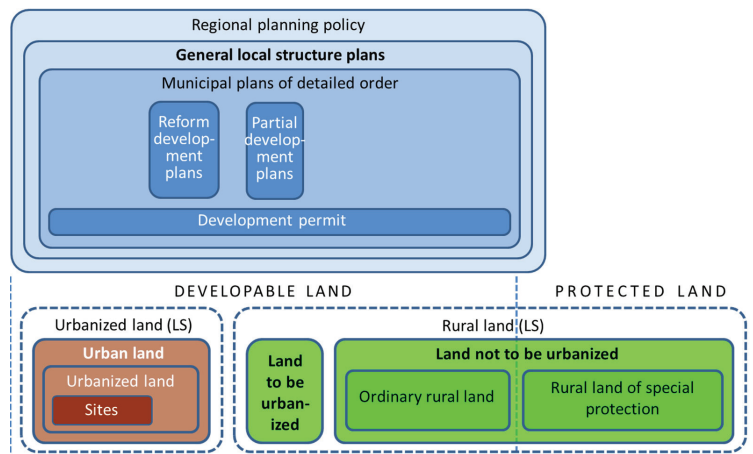 Regional planning policy
General local structure plans
Municipal plans of detailed order
Reform
develop-
ment
plans
Partial
develop-
ment
plans
Development permit
DEVELOPABLE LAND
PROTECTED LAND
Urbanized land (LS)
Urban land
Urbanized land
Sites
Rural land (LS)
Land
to be
urban-
ized
Land not to be urbanized
Ordinary rural land
Rural land of special
protection